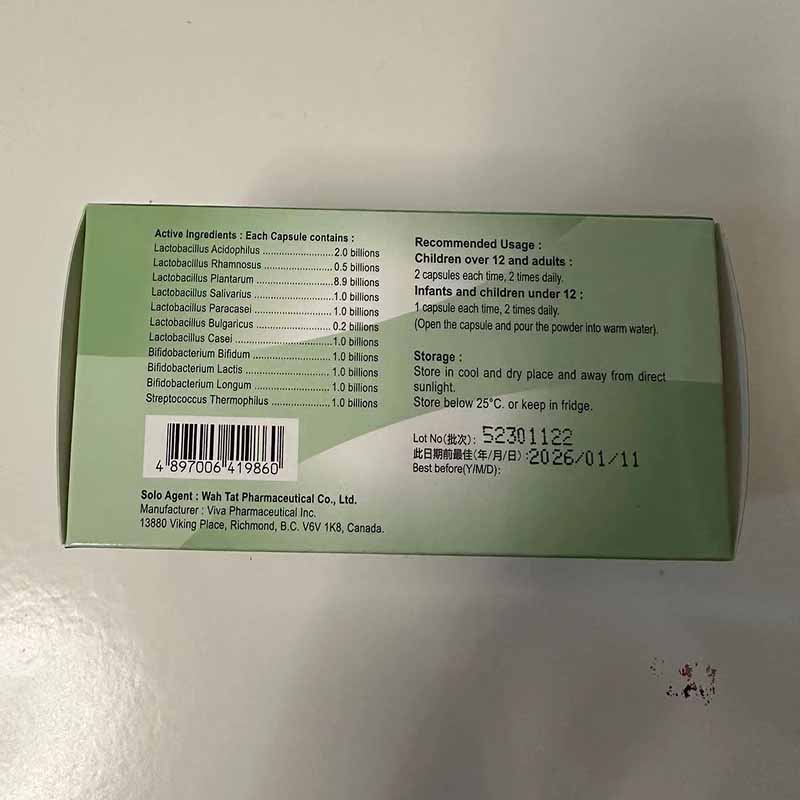 Active Ingredients : Each Capsule contains :
Lactobacillus Acidophilus ........................2.0 billions
Lactobacillus Rhamnosus ........................0.5 billions
Lactobacillus Plantarum ..........................8.9 billions
Lactobacillus Salivarius ...........................1.0 billions
Lactobacillus Paracasei ...........................1.0 billions
Lactobacillus Bulgaricus ..........................0.2 billions
Lactobacillus Casei ..................................1.0 billions
Bifidobacterium Bifidum ...........................1.0 billions
Bifidobacterium Lactis ..............................1.0 billions
Bifidobacterium Longum ..........................1.0 billions
Streptococcus Thermophilus ....................1.0 billions
4 897006 419860
Solo Agent : Wah Tat Pharmaceutical Co., Ltd.
Manufacturer : Viva Pharmaceutical Inc.
13880 Viking Place, Richmond, B.C. V6V 1K8, Canada.
Recommended Usage :
Children over 12 and adults :
2 capsules each time, 2 times daily.
Infants and children under 12 :
1 capsule each time, 2 times daily.
(Open the capsule and pour the powder into warm water).
Storage :
Store in cool and dry place and away from direct
sunlight.
Store below 25°C. or keep in fridge.
Lot No(批次): 52301122
此日期前最佳(年/月/日):2026/01/11
Best before(Y/M/D):